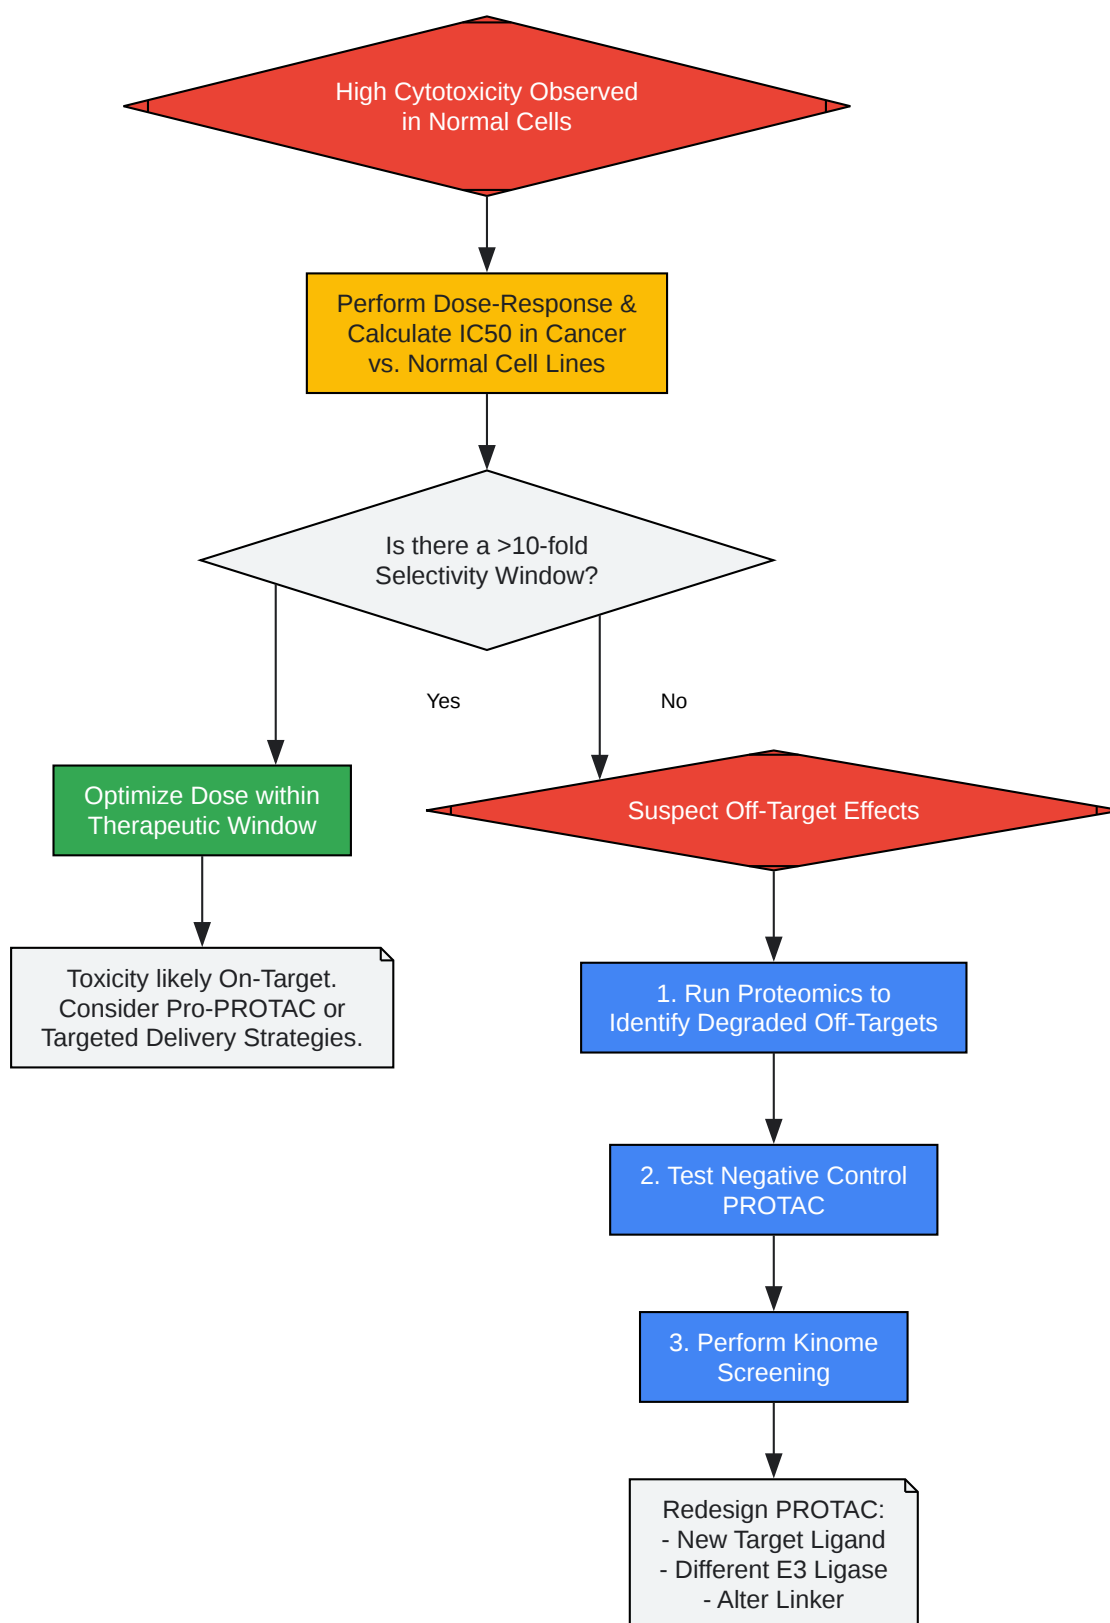 High Cytotoxicity Observed
in Normal Cells
Perform Dose-Response &
Calculate IC50 in Cancer
vs. Normal Cell Lines
Is there a >10-fold
Selectivity Window?
Yes
No
Optimize Dose within
Therapeutic Window
Suspect Off-Target Effects
Toxicity likely On-Target.
Consider Pro-PROTAC or
Targeted Delivery Strategies.
1. Run Proteomics to
Identify Degraded Off-Targets
2. Test Negative Control
PROTAC
3. Perform Kinome
Screening
Redesign PROTAC:
- New Target Ligand
- Different E3 Ligase
- Alter Linker